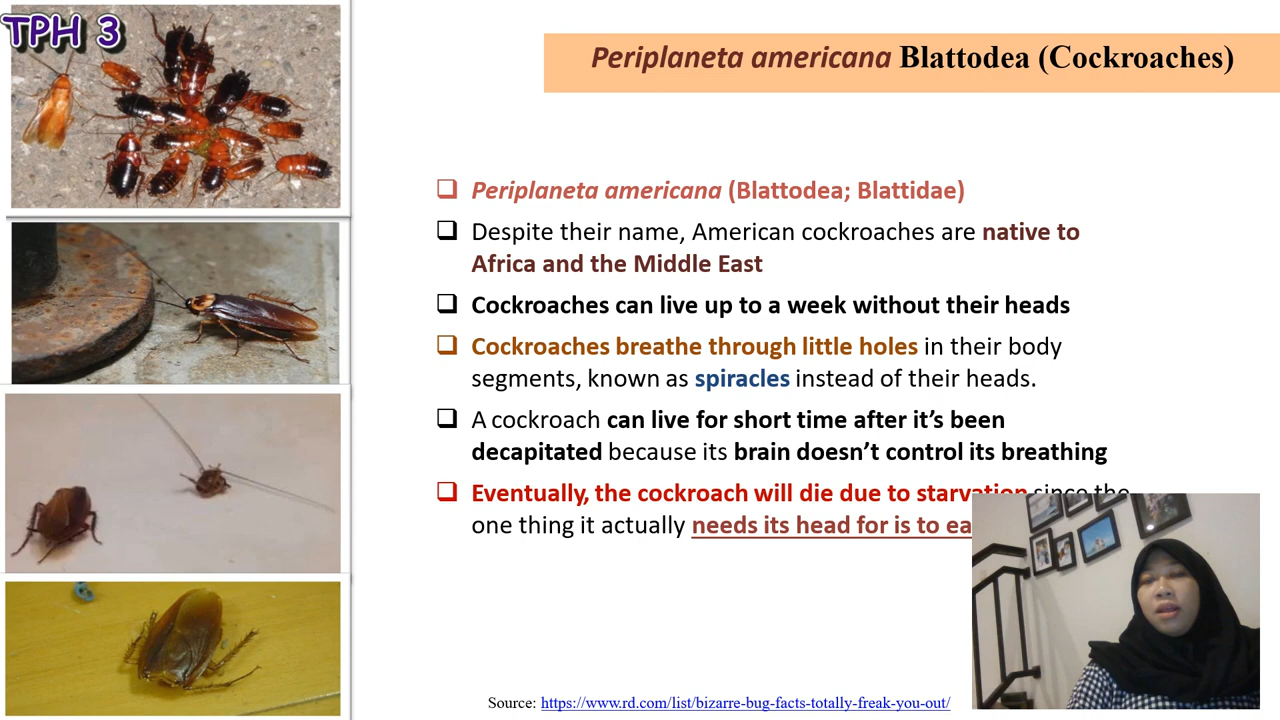 TPH 3
Periplaneta americana Blattodea (Cockroaches)
Periplaneta americana (Blattodea; Blattidae)
Despite their name, American cockroaches are native to
Africa and the Middle East
Cockroaches can live up to a week without their heads
Cockroaches breathe through little holes in their body
segments, known as spiracles instead of their heads.
A cockroach can live for short time after it’s been
decapitated because its brain doesn’t control its breathing
Eventually, the cockroach will die due to starvation since the
one thing it actually needs its head for is to
Source: https://www.rd.com/list/bizarre-bug-facts-totally-freak-you-out/